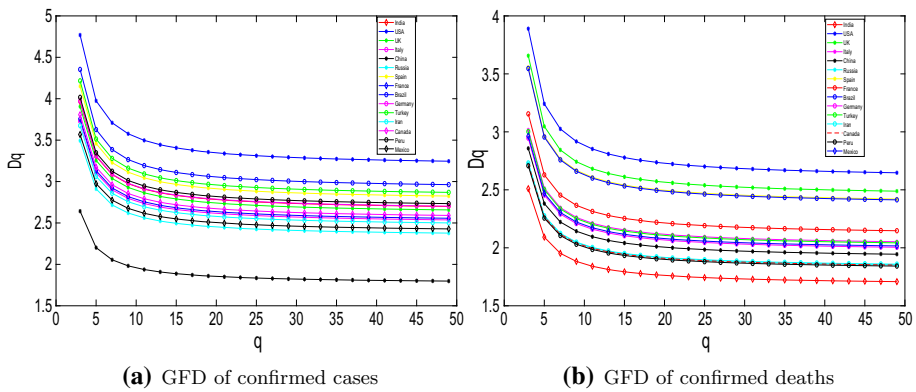 5
4.5
4
3.5
3
2.5
2
1.5
Dq
0 5 10 15 20 25 30 35 40 45 50
q
India
USA
UK
Italy
China
Russia
Spain
France
Brazil
Germany
Turkey
Iran
Canada
Peru
Mexico
(a) GFD of confirmed cases
4
3.5
3
2.5
2
1.5
Dq
0 5 10 15 20 25 30 35 40 45 50
q
India
USA
UK
Italy
China
Russia
Spain
France
Brazil
Germany
Turkey
Iran
Canada
Peru
Mexico
(b) GFD of confirmed deaths